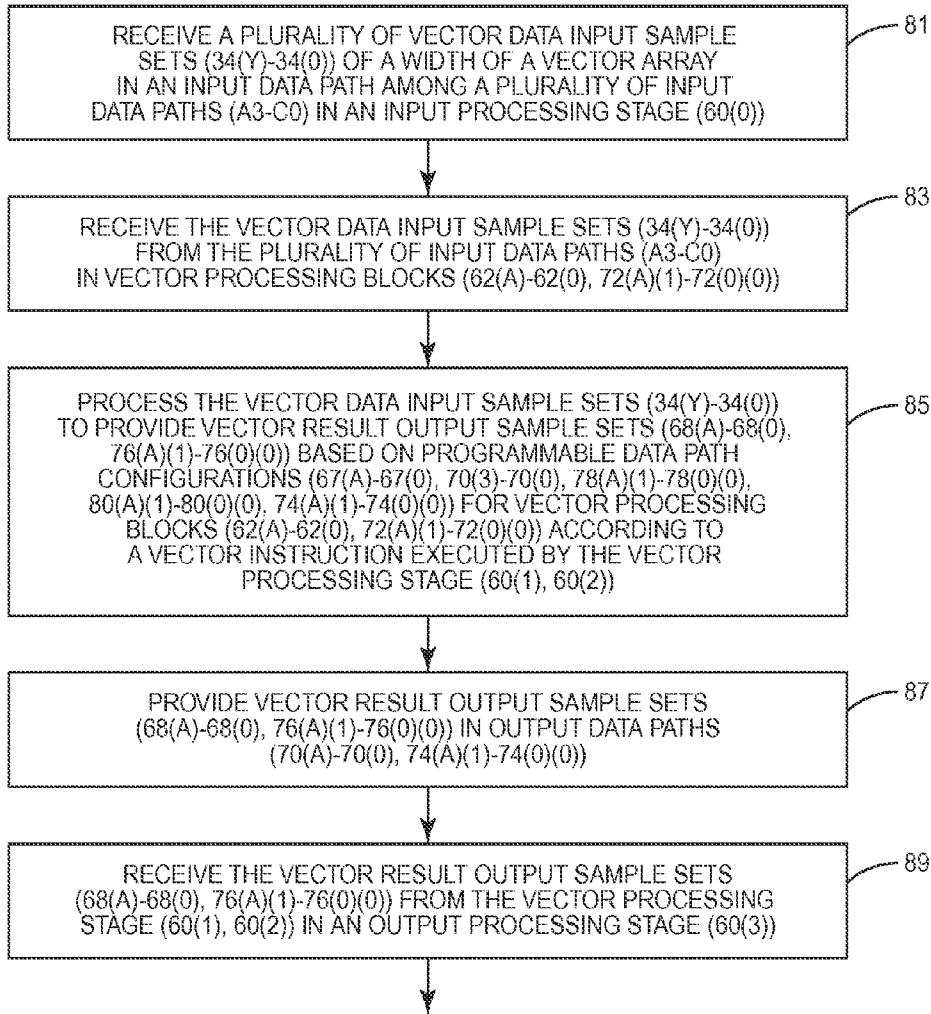 RECEIVE A PLURALITY OF VECTOR DATA INPUT SAMPLE
SETS (34(Y)-34(0)) OF A WIDTH OF A VECTOR ARRAY
IN AN INPUT DATA PATH AMONG A PLURALITY OF INPUT
DATA PATHS (A3-C0) IN AN INPUT PROCESSING STAGE (60(0))
81
RECEIVE THE VECTOR DATA INPUT SAMPLE SETS (34(Y)-34(0))
FROM THE PLURALITY OF INPUT DATA PATHS (A3-C0)
IN VECTOR PROCESSING BLOCKS (62(A)-62(0), 72(A)(1)-72(0)(0))
83
PROCESS THE VECTOR DATA INPUT SAMPLE SETS (34(Y)-34(0))
TO PROVIDE VECTOR RESULT OUTPUT SAMPLE SETS (68(A)-68(0),
76(A)(1)-76(0)(0)) BASED ON PROGRAMMABLE DATA PATH
CONFIGURATIONS (67(A)-67(0), 70(3)-70(0), 78(A)(1)-78(0)(0),
80(A)(1)-80(0)(0), 74(A)(1)-74(0)(0)) FOR VECTOR PROCESSING
BLOCKS (62(A)-62(0), 72(A)(1)-72(0)(0)) ACCORDING TO
A VECTOR INSTRUCTION EXECUTED BY THE VECTOR
PROCESSING STAGE (60(1), 60(2))
85
PROVIDE VECTOR RESULT OUTPUT SAMPLE SETS
(68(A)-68(0), 76(A)(1)-76(0)(0)) IN OUTPUT DATA PATHS
(70(A)-70(0), 74(A)(1)-74(0)(0))
87
RECEIVE THE VECTOR RESULT OUTPUT SAMPLE SETS
(68(A)-68(0), 76(A)(1)-76(0)(0)) FROM THE VECTOR PROCESSING
STAGE (60(1), 60(2)) IN AN OUTPUT PROCESSING STAGE (60(3))
89